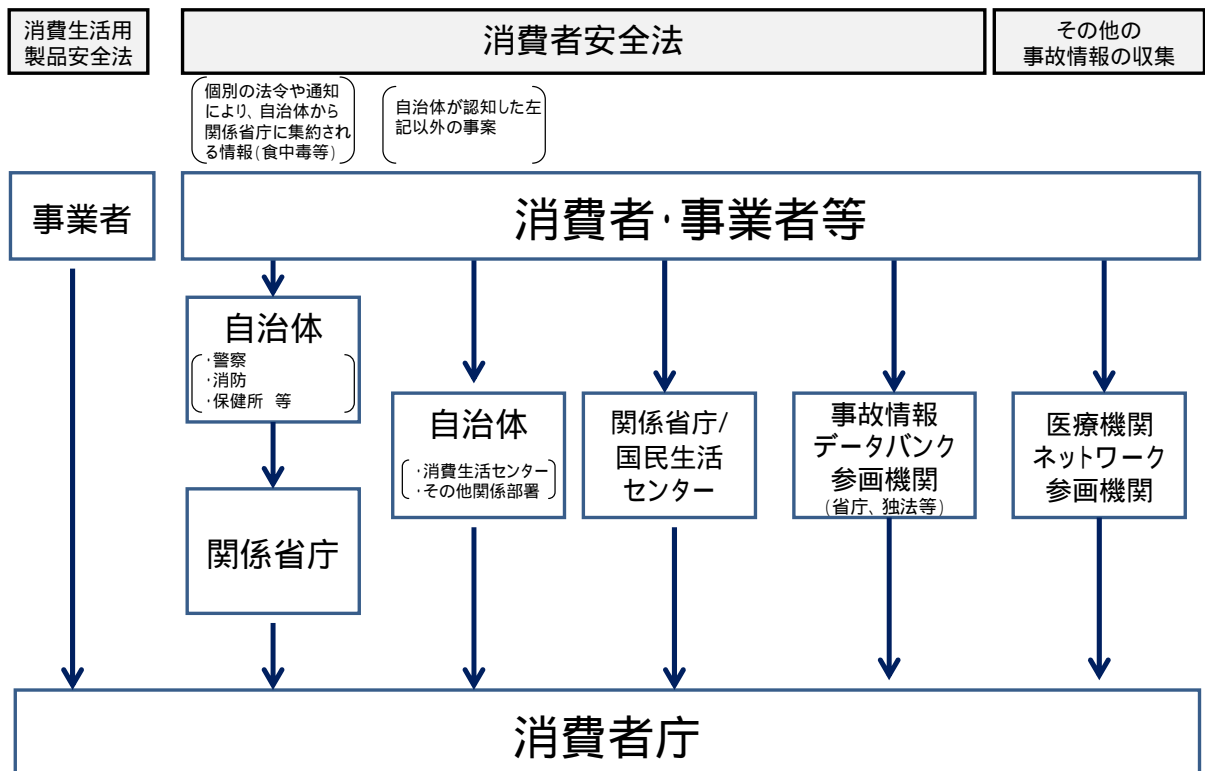 消費生活用
製品安全法
消費者安全法
その他の
事故情報の収集
個別の法令や通知
により、自治体から
関係省庁に集約され
る情報(食中毒等)
自治体が認知した左
記以外の事案
事業者
消費者・事業者等
自治体
・警察
・消防
・保健所 等
関係省庁
自治体
・消費生活センター
・その他関係部署
関係省庁/
国民生活
センター
事故情報
データバンク
参画機関
(省庁、独法等)
医療機関
ネットワーク
参画機関
消費者庁